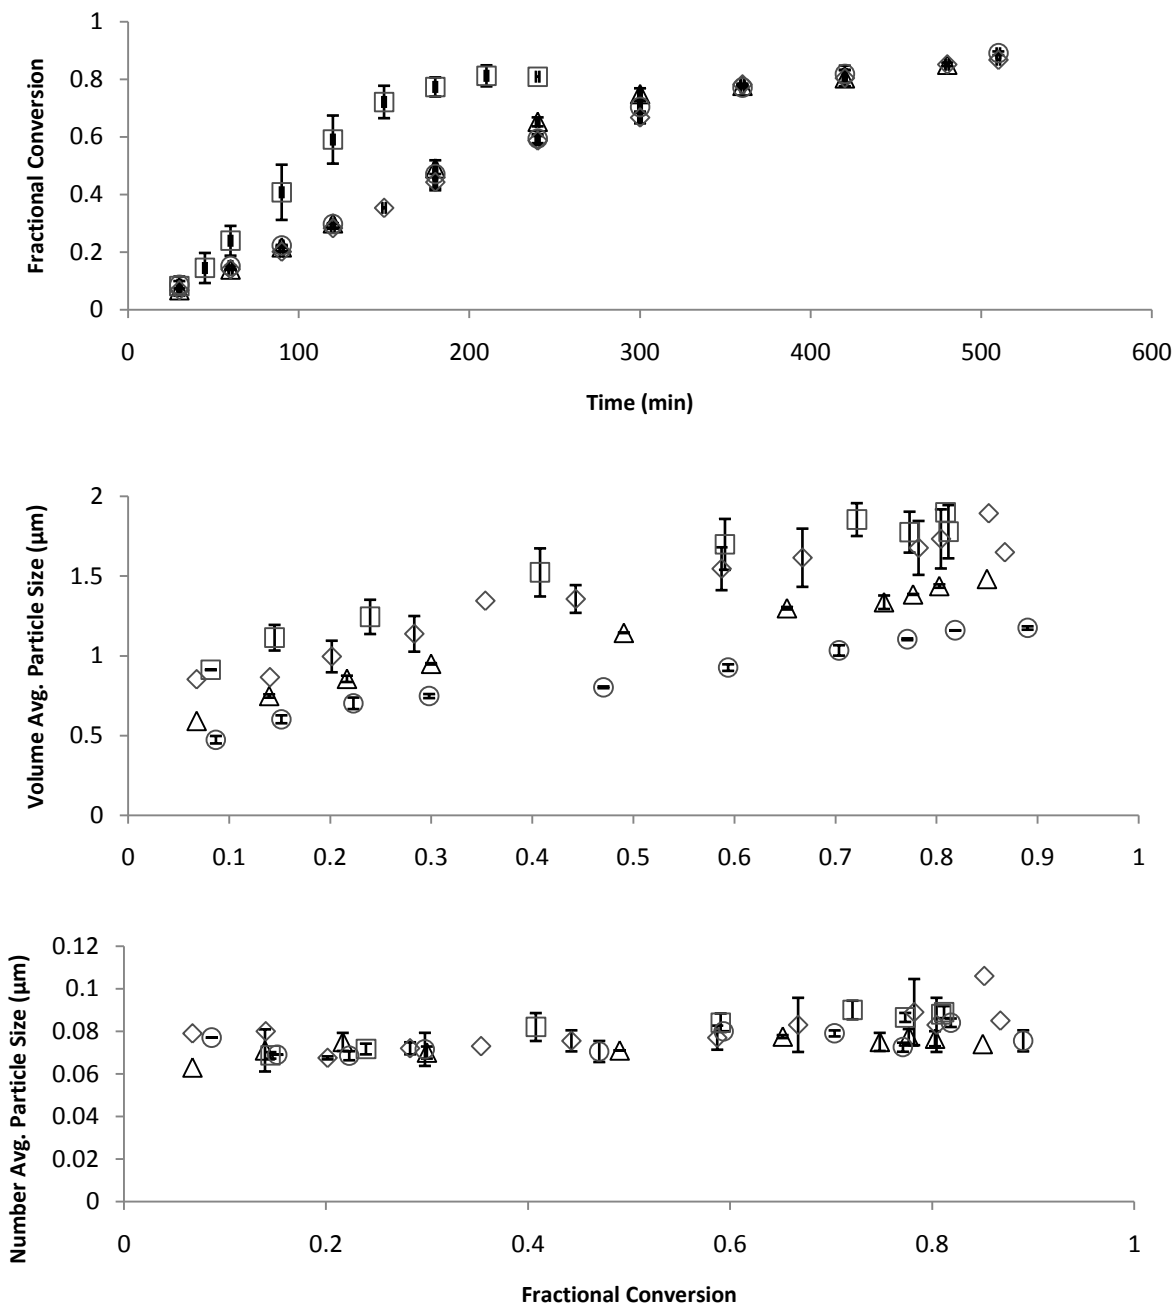 1
0.8
0.6
0.4
0.2
0
Fractional Conversion
0 100 200 300 400 500 600
Time (min)
2
1.5
1
0.5
0
Volume Avg. Particle Size (µm)
0 0.1 0.2 0.3 0.4 0.5 0.6 0.7 0.8 0.9 1
0.12
0.1
0.08
0.06
0.04
0.02
0
Number Avg. Particle Size (µm)
0 0.2 0.4 0.6 0.8 1
Fractional Conversion